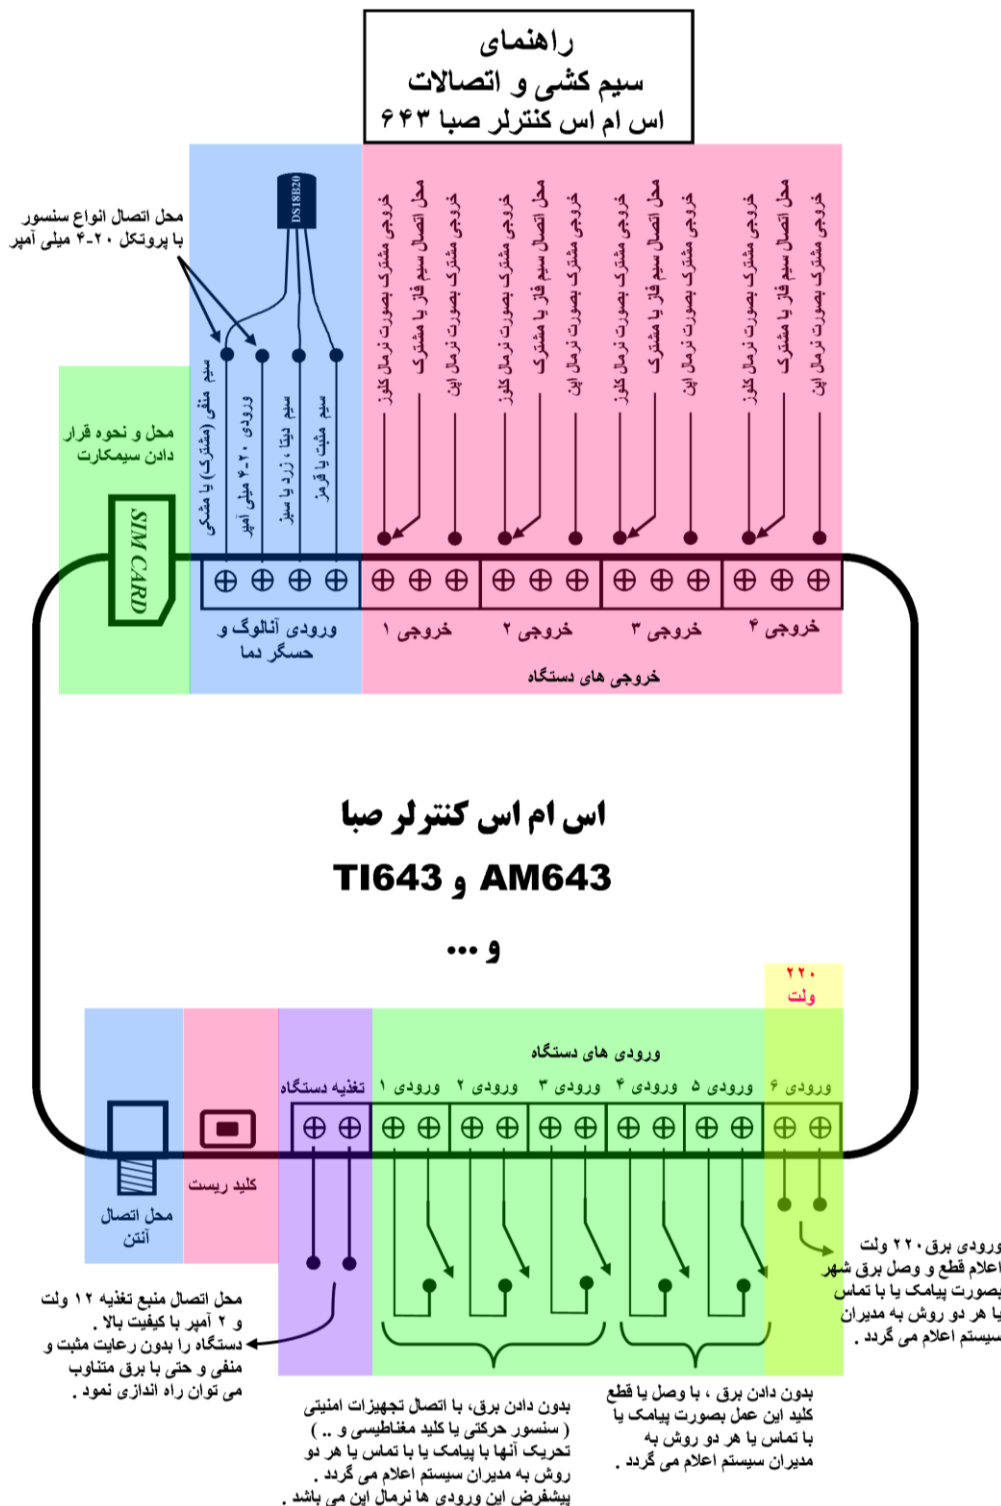 راهنمای
سیم کشی و اتصالات
اس ام اس کنترلر صبا ۶۴۳
محل اتصال انواع سنسور
با پروتکل ۲۰-۴ میلی آمپر
DS18B20
سیم منفی (مشترک) یا مشکی
ورودی ۲۰-۴ میلی آمپر
سیم دیتا ، زرد یا سبز
سیم مثبت یا قرمز
خروجی مشترک بصورت نرمال کلوز
محل اتصال سیم فاز یا مشترک
خروجی مشترک بصورت نرمال اپن
خروجی مشترک بصورت نرمال کلوز
محل اتصال سیم فاز یا مشترک
خروجی مشترک بصورت نرمال اپن
خروجی مشترک بصورت نرمال کلوز
محل اتصال سیم فاز یا مشترک
خروجی مشترک بصورت نرمال اپن
خروجی مشترک بصورت نرمال کلوز
محل اتصال سیم فاز یا مشترک
خروجی مشترک بصورت نرمال اپن
محل و نحوه قرار
دادن سیمکارت
SIM CARD
ورودی آنالوگ و
حسگر دما
خروجی ۱
خروجی ۲
خروجی ۳
خروجی ۴
خروجی های دستگاه
اس ام اس کنترلر صبا
AM643 و TI643
و ...
۲۲۰
ولت
ورودی های دستگاه
تغذیه دستگاه
ورودی ۱
ورودی ۲
ورودی ۳
ورودی ۴
ورودی ۵
ورودی ۶
کلید ریست
محل اتصال
آنتن
محل اتصال منبع تغذیه ۱۲ ولت
و ۲ آمپر با کیفیت بالا .
دستگاه را بدون رعایت مثبت و
منفی و حتی با برق متناوب
می توان راه اندازی نمود .
بدون دادن برق، با اتصال تجهیزات امنیتی
( سنسور حرکتی یا کلید مغناطیسی و .. )
تحریک آنها با پیامک یا با تماس یا هر دو
روش به مدیران سیستم اعلام می گردد .
پیشفرض این ورودی ها نرمال اپن می باشد .
بدون دادن برق ، با وصل یا قطع
کلید این عمل بصورت پیامک یا
با تماس یا هر دو روش به
مدیران سیستم اعلام می گردد .
ورودی برق ۲۲۰ ولت
اعلام قطع و وصل برق شهر
بصورت پیامک یا با تماس
یا هر دو روش به مدیران
سیستم اعلام می گردد .